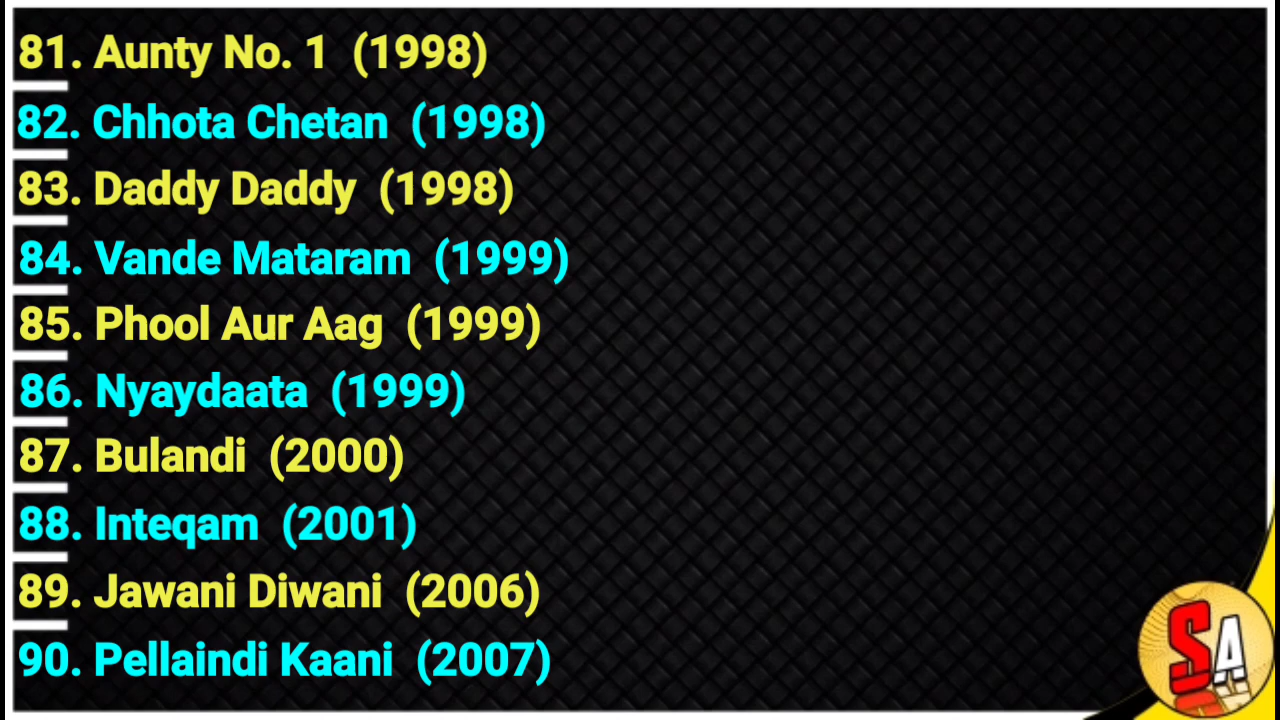 81. Aunty No. 1 (1998)
82. Chhota Chetan (1998)
83. Daddy Daddy (1998)
84. Vande Mataram (1999)
85. Phool Aur Aag (1999)
86. Nyaydaata (1999)
87. Bulandi (2000)
88. Inteqam (2001)
89. Jawani Diwani (2006)
90. Pellaindi Kaani (2007)
SA